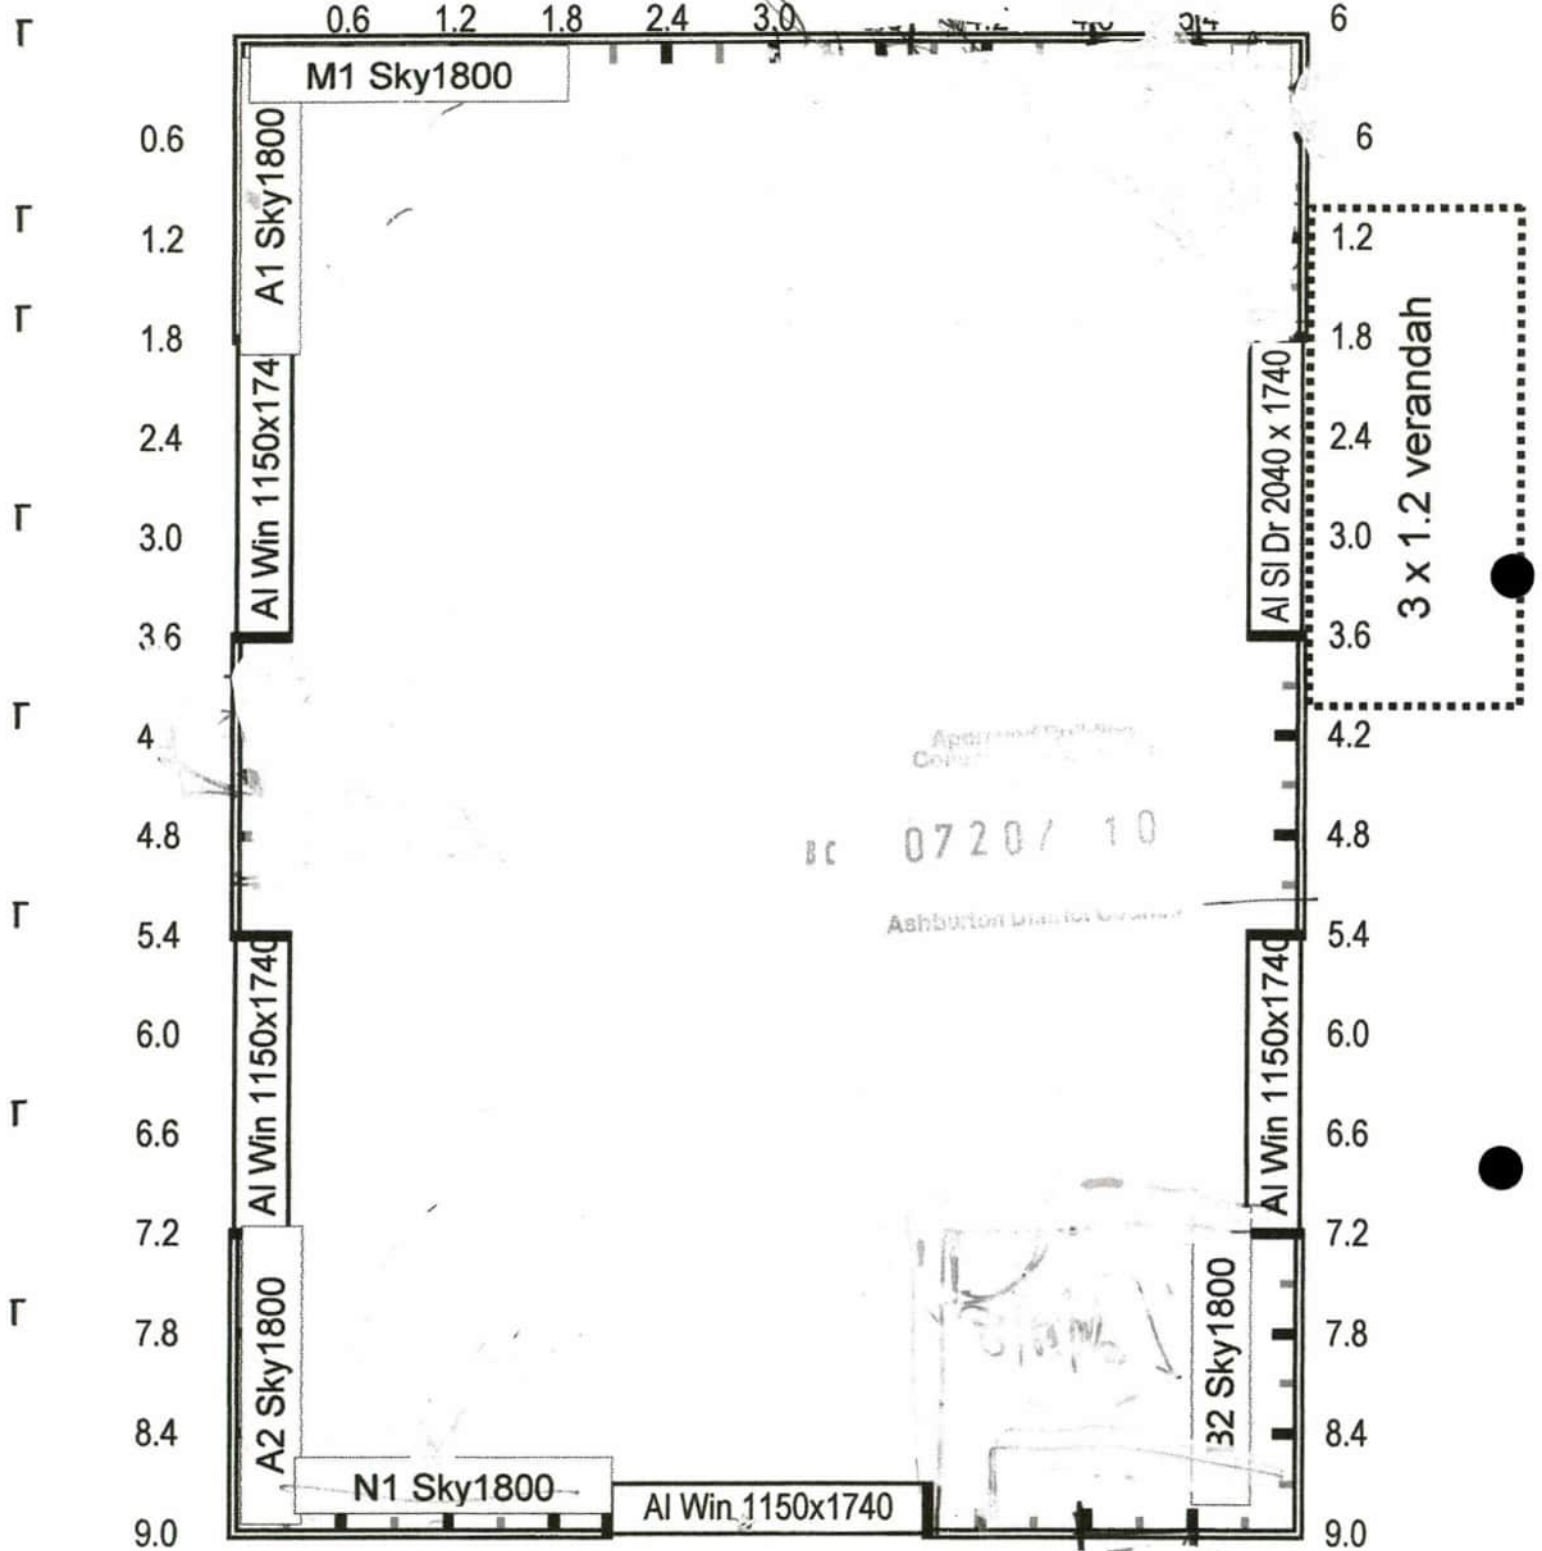 0.6 1.2 1.8 2.4 3.0 6
M1 Sky1800
A1 Sky1800
0.6 6
1.2 1.2
1.8 1.8
Al Win 1150x174
Al Sl Dr 2040 x 1740
3 x 1.2 verandah
2.4 2.4
3.0 3.0
3.6 3.6
4 4.2
BC 0720/ 10
4.8 4.8
Ashburton District Council
5.4 5.4
Al Win 1150x1740
Al Win 1150x1740
6.0 6.0
6.6 6.6
7.2 7.2
A2 Sky1800
32 Sky1800
7.8 7.8
8.4 8.4
N1 Sky1800
Al Win 1150x1740
9.0 9.0